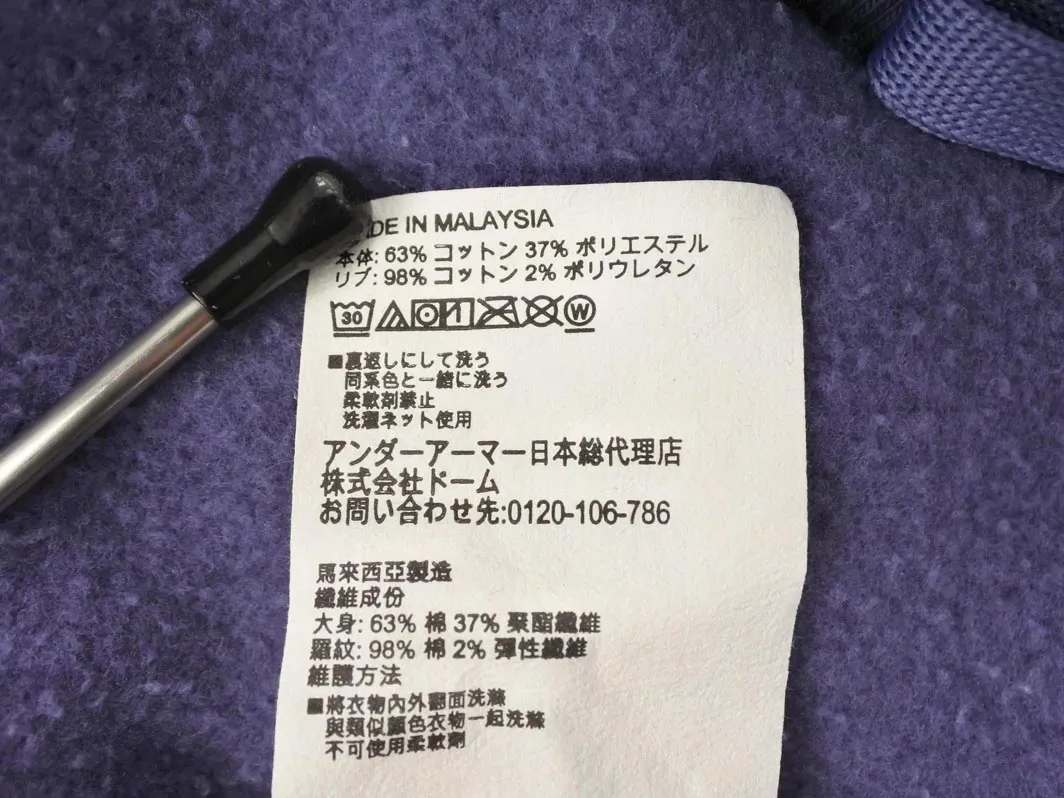 DE IN MALAYSIA
本体: 63% コットン 37% ポリエステル
リブ: 98% コットン 2% ポリウレタン
30 W
■裏返しにして洗う
同系色と一緒に洗う
柔軟剤禁止
洗濯ネット使用
アンダーアーマー日本総代理店
株式会社ドーム
お問い合わせ先:0120-106-786
馬來西亞製造
纖維成份
大身: 63% 棉 37% 聚酯纖維
羅紋: 98% 棉 2% 彈性纖維
維護方法
■將衣物內外翻面洗滌
與類似顏色衣物一起洗滌
不可使用柔軟劑